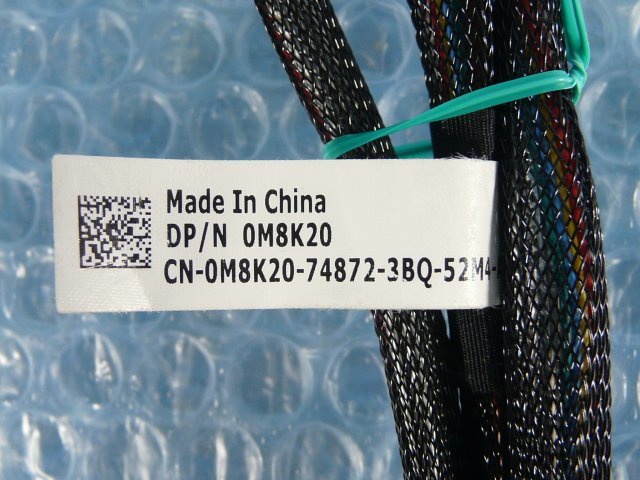 Made In China
DP/N 0M8K20
CN-0M8K20-74872-3BQ-52M4-